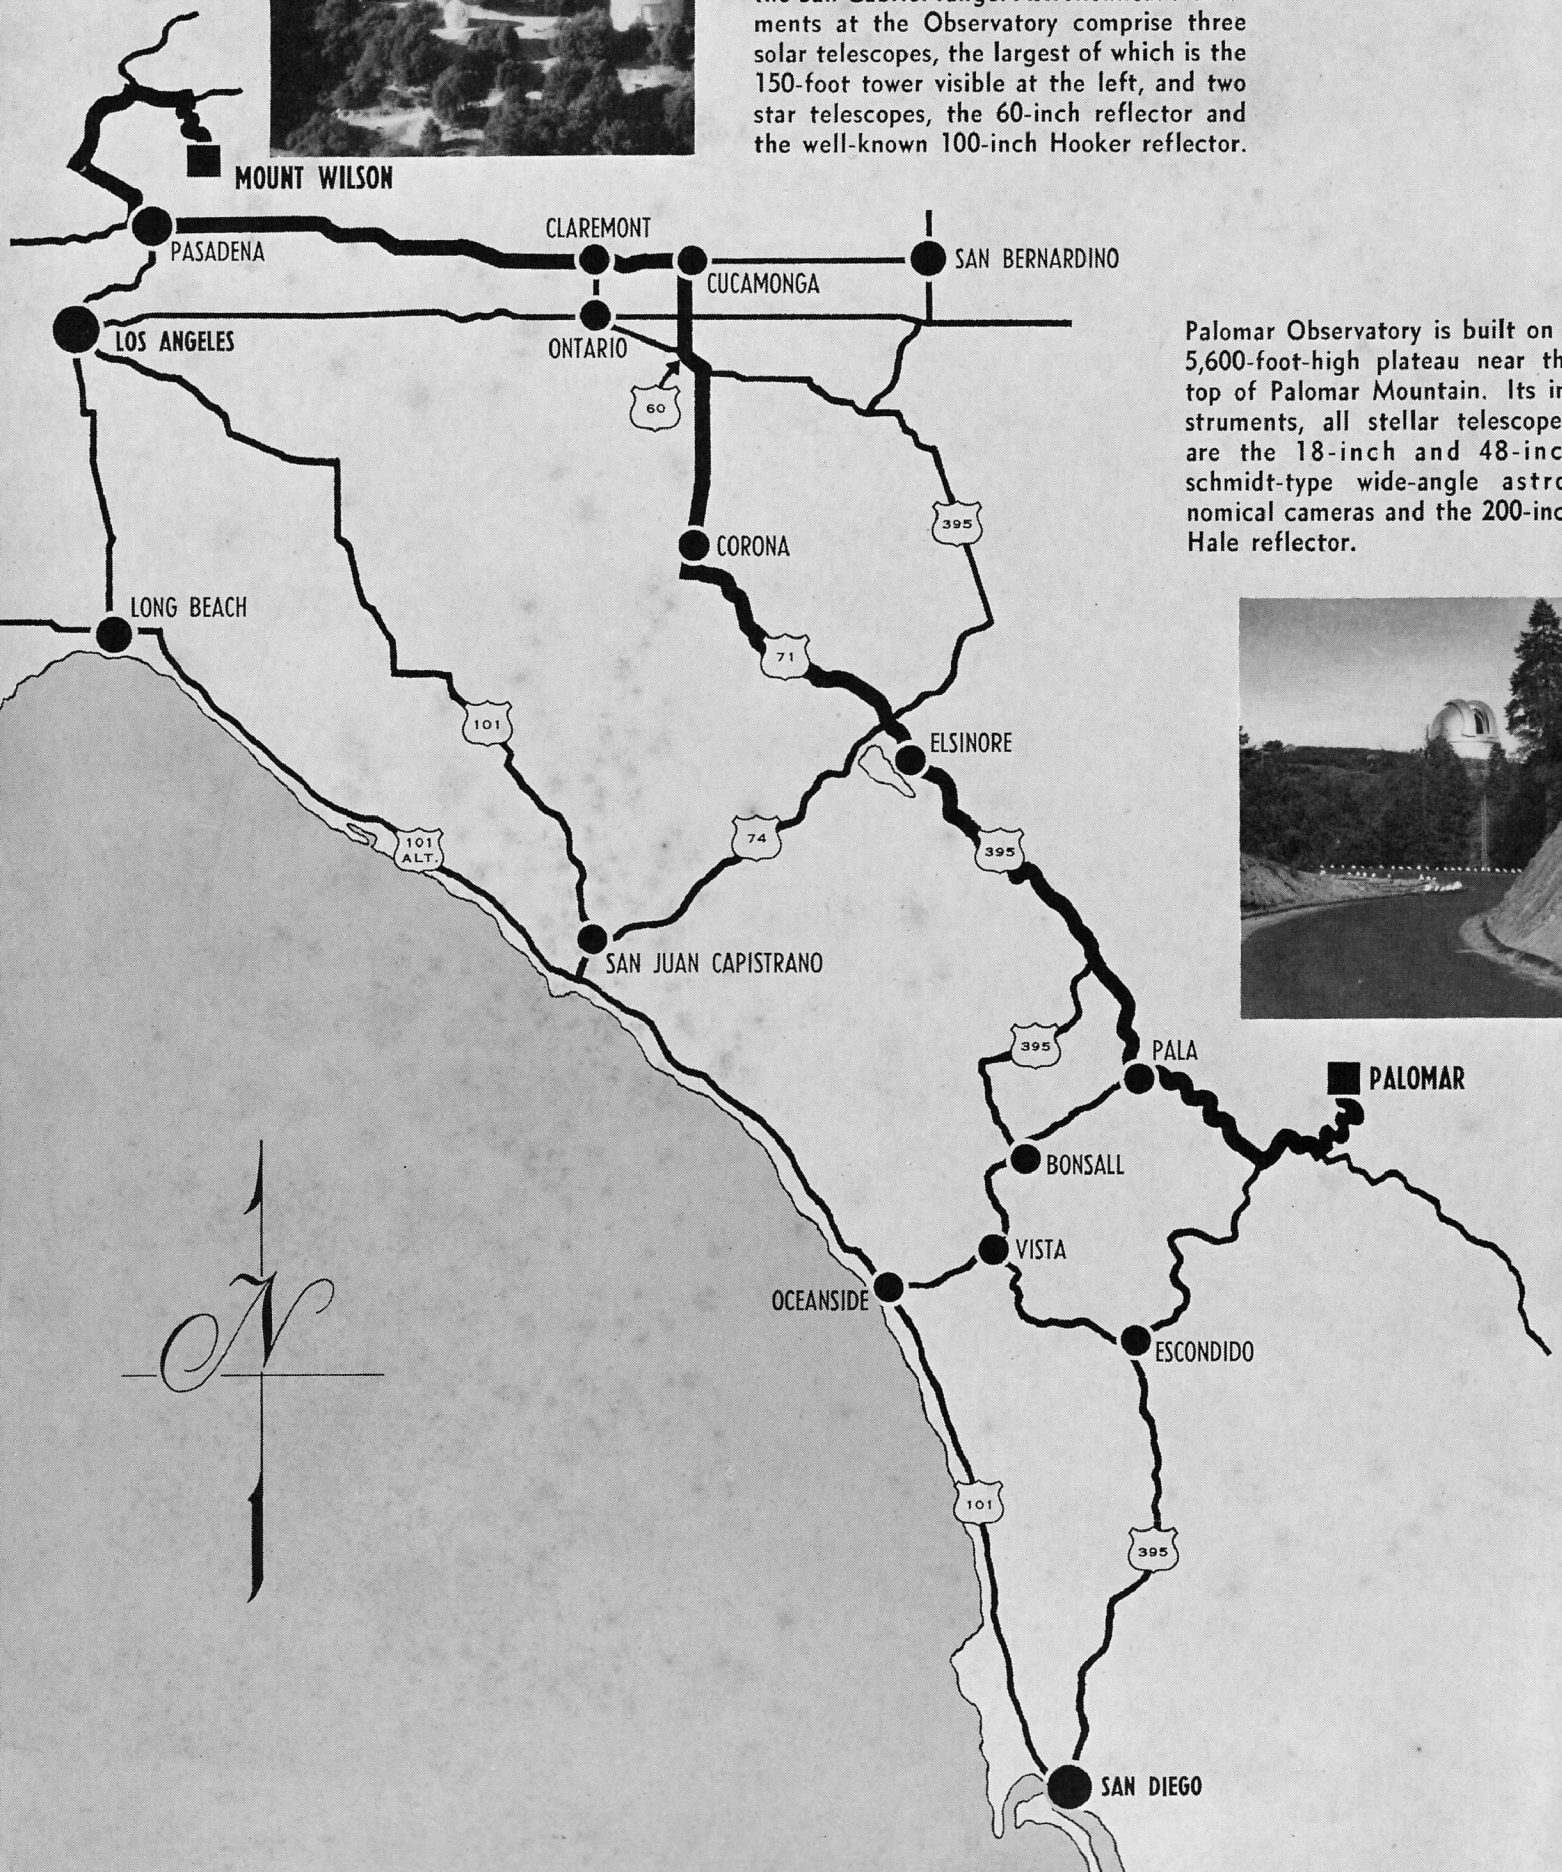 ments at the Observatory comprise three
solar telescopes, the largest of which is the
150-foot tower visible at the left, and two
star telescopes, the 60-inch reflector and
the well-known 100-inch Hooker reflector.
MOUNT WILSON
PASADENA
CLAREMONT
CUCAMONGA
SAN BERNARDINO
LOS ANGELES
ONTARIO
60
Palomar Observatory is built on
5,600-foot-high plateau near th
top of Palomar Mountain. Its in
struments, all stellar telescope
are the 18-inch and 48-inc
schmidt-type wide-angle astro
nomical cameras and the 200-inc
Hale reflector.
395
CORONA
LONG BEACH
71
101
ELSINORE
74
101
ALT.
395
SAN JUAN CAPISTRANO
395
PALA
PALOMAR
BONSALL
VISTA
OCEANSIDE
ESCONDIDO
N
101
395
SAN DIEGO